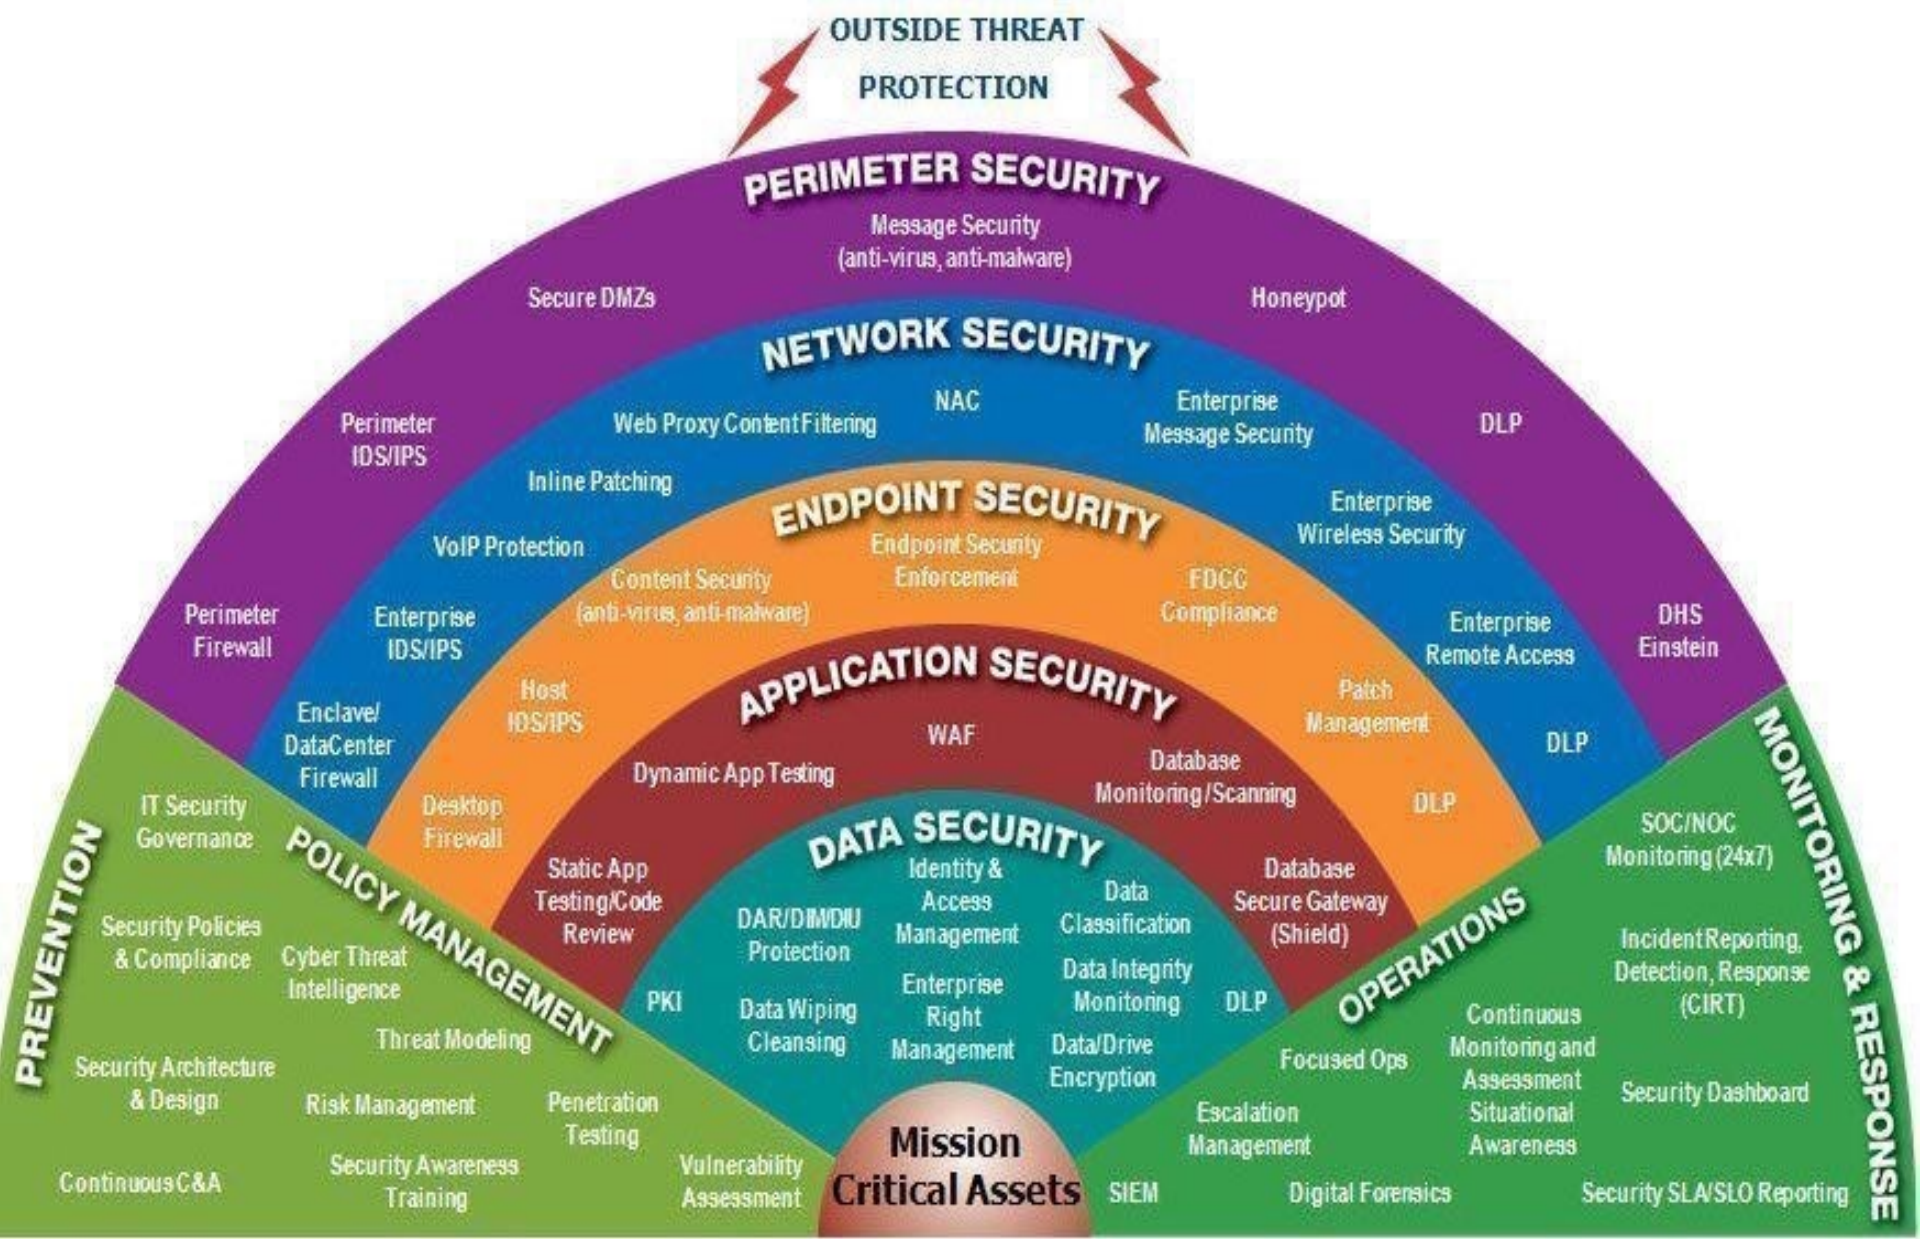 OUTSIDE THREAT
PROTECTION
PERIMETER SECURITY
Message Security
(anti-virus, anti-malware)
Secure DMZs
Honeypot
Perimeter
IDS/IPS
DLP
Perimeter
Firewall
DHS
Einstein
NETWORK SECURITY
NAC
Web Proxy Content Filtering
Enterprise
Message Security
Inline Patching
Enterprise
Wireless Security
VoIP Protection
Enterprise
IDS/IPS
Enterprise
Remote Access
Enclave/
DataCenter
Firewall
DLP
ENDPOINT SECURITY
Endpoint Security
Enforcement
Content Security
(anti-virus, anti-malware)
FDCC
Compliance
Host
IDS/IPS
Patch
Management
Desktop
Firewall
DLP
APPLICATION SECURITY
WAF
Dynamic App Testing
Database
Monitoring/Scanning
Static App
Testing/Code
Review
Database
Secure Gateway
(Shield)
DATA SECURITY
Identity &
Access
Management
DAR/DIM/DIU
Protection
Data
Classification
PKI
Data Wiping
Cleansing
Enterprise
Right
Management
Data Integrity
Monitoring
DLP
Data/Drive
Encryption
Mission
Critical Assets
PREVENTION
POLICY MANAGEMENT
IT Security
Governance
Security Policies
& Compliance
Cyber Threat
Intelligence
Threat Modeling
Security Architecture
& Design
Risk Management
Penetration
Testing
Continuous C&A
Security Awareness
Training
Vulnerability
Assessment
OPERATIONS
MONITORING & RESPONSE
SOC/NOC
Monitoring (24x7)
Incident Reporting,
Detection, Response
(CIRT)
Focused Ops
Continuous
Monitoring and
Assessment
Situational
Awareness
Security Dashboard
Escalation
Management
SIEM
Digital Forensics
Security SLA/SLO Reporting